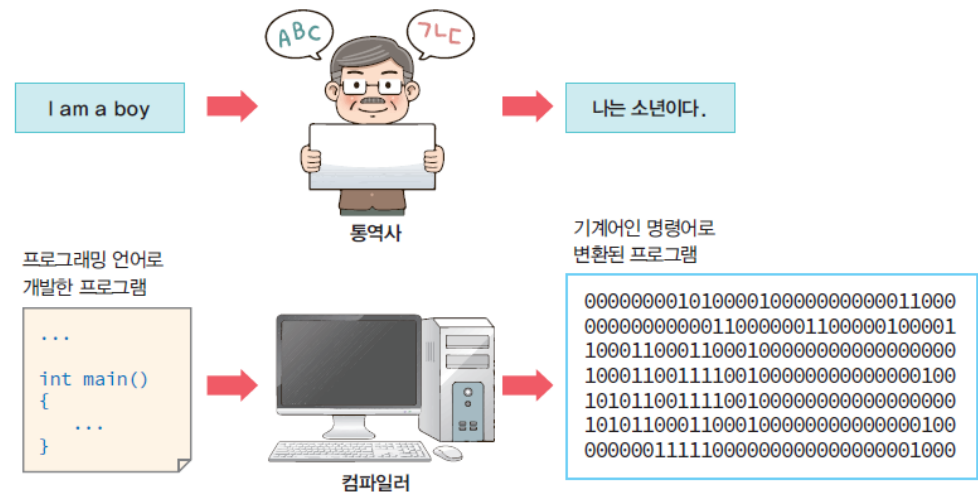 ABC
ㄱㄴㄷ
I am a boy
나는 소년이다.
통역사
프로그래밍 언어로
개발한 프로그램
...
int main()
{
...
}
컴파일러
기계어인 명령어로
변환된 프로그램
00000000101000010000000000011000
00000000000110000001100000100001
10001100011000100000000000000000
10001100111100100000000000000100
10101100111100100000000000000000
10101100011000100000000000000100
00000011111000000000000000001000